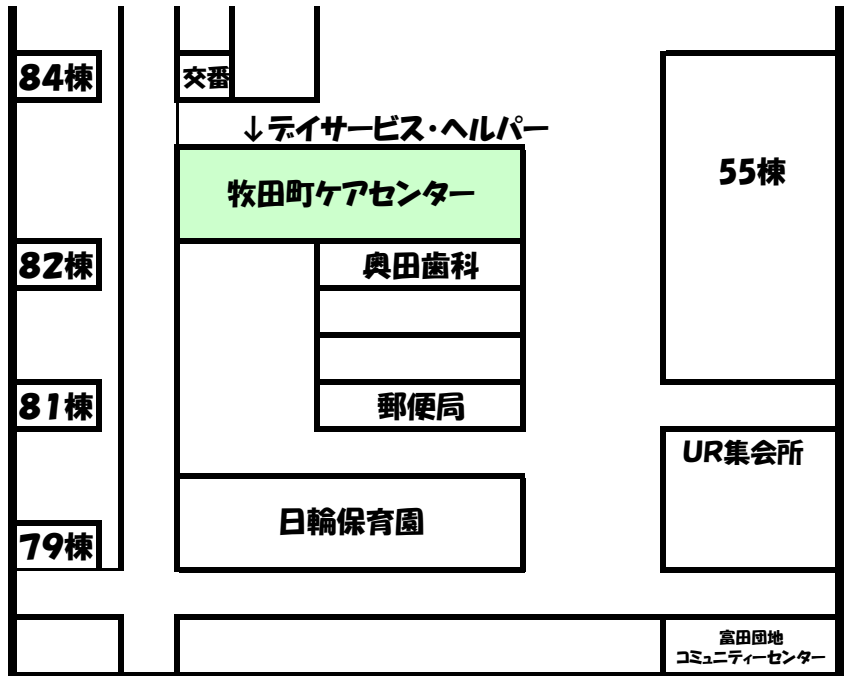 84棟
交番
↓デイサービス・ヘルパー
牧田町ケアセンター
55棟
82棟
奥田歯科
81棟
郵便局
UR集会所
日輪保育園
79棟
富田団地
コミュニティーセンター